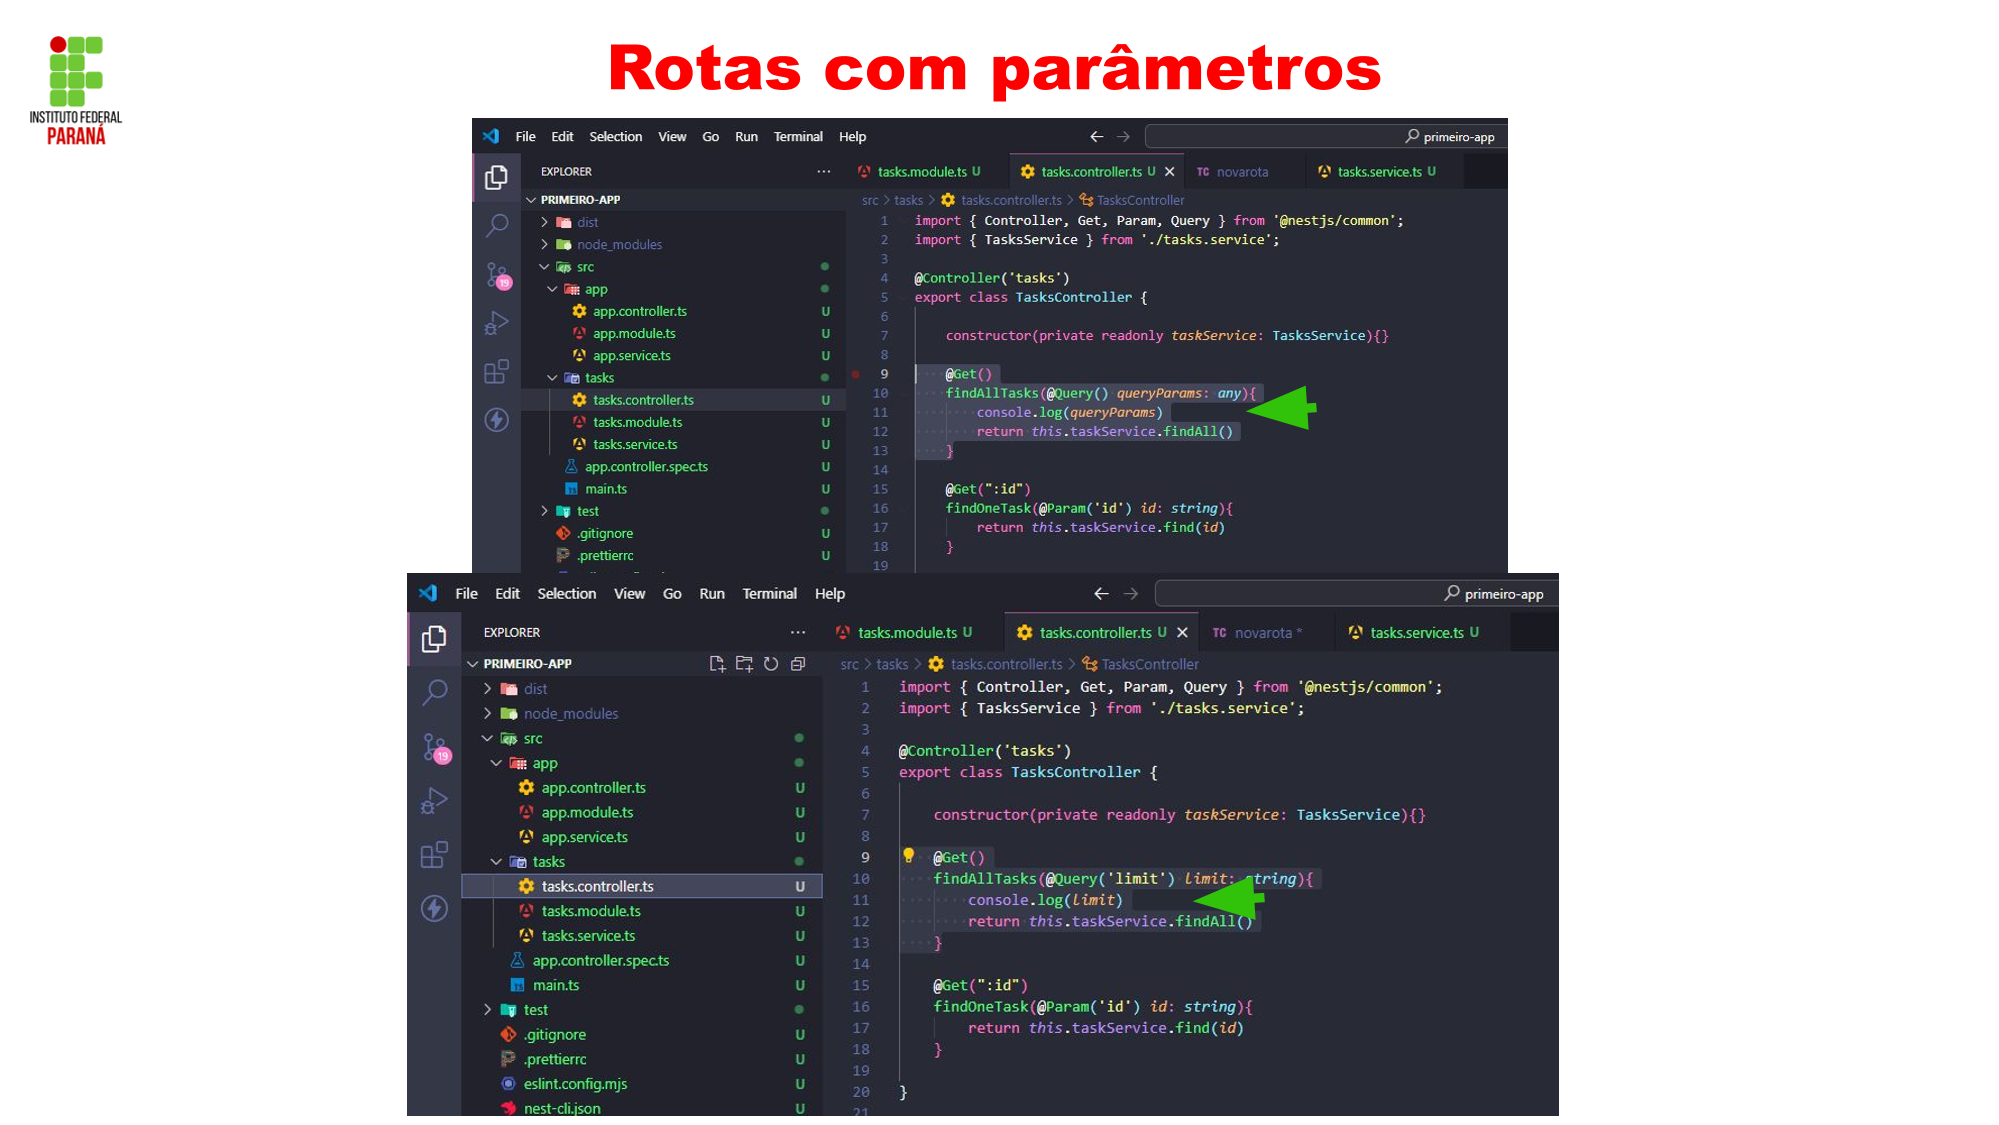 INSTITUTO FEDERAL
PARANÁ
Rotas com parâmetros
File Edit Selection View Go Run Terminal Help
primeiro-app
EXPLORER
tasks.module.ts U
tasks.controller.ts U
novarota
tasks.service.ts U
PRIMEIRO-APP
src > tasks > tasks.controller.ts > TasksController
dist
node_modules
src
app
app.controller.ts U
app.module.ts U
app.service.ts U
tasks
tasks.controller.ts U
tasks.module.ts U
tasks.service.ts U
app.controller.spec.ts U
main.ts U
test
.gitignore U
.prettierrc U
19
1 import { Controller, Get, Param, Query } from '@nestjs/common';
2 import { TasksService } from './tasks.service';
3
4 @Controller('tasks')
5 export class TasksController {
6
7 constructor(private readonly taskService: TasksService){}
8
9 @Get()
10 findAllTasks(@Query() queryParams: any){
11 console.log(queryParams)
12 return this.taskService.findAll()
13 }
14
15 @Get(":id")
16 findOneTask(@Param('id') id: string){
17 return this.taskService.find(id)
18 }
19
File Edit Selection View Go Run Terminal Help
primeiro-app
EXPLORER
tasks.module.ts U
tasks.controller.ts U
TC novarota *
tasks.service.ts U
PRIMEIRO-APP
src > tasks > tasks.controller.ts > TasksController
dist
node_modules
src
app
app.controller.ts U
app.module.ts U
app.service.ts U
tasks
tasks.controller.ts U
tasks.module.ts U
tasks.service.ts U
app.controller.spec.ts U
main.ts U
test
.gitignore U
.prettierrc U
eslint.config.mjs U
nest-cli.json U
19
1 import { Controller, Get, Param, Query } from '@nestjs/common';
2 import { TasksService } from './tasks.service';
3
4 @Controller('tasks')
5 export class TasksController {
6
7 constructor(private readonly taskService: TasksService){}
8
9 @Get()
10 findAllTasks(@Query('limit') limit: string){
11 console.log(limit)
12 return this.taskService.findAll()
13 }
14
15 @Get(":id")
16 findOneTask(@Param('id') id: string){
17 return this.taskService.find(id)
18 }
19
20 }
21